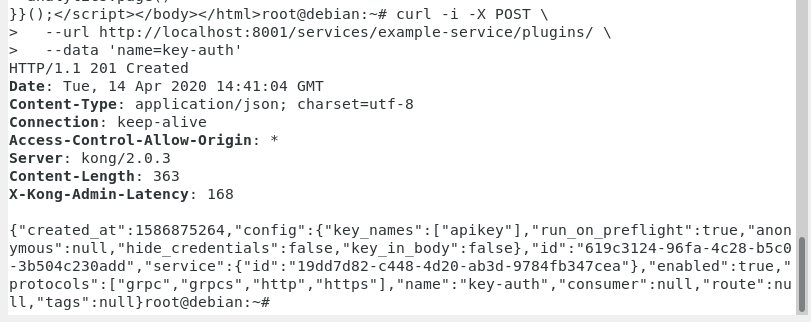 }}();</script></body></html>root@debian:~# curl -i -X POST \
>   --url http://localhost:8001/services/example-service/plugins/ \
>   --data 'name=key-auth'
HTTP/1.1 201 Created
Date: Tue, 14 Apr 2020 14:41:04 GMT
Content-Type: application/json; charset=utf-8
Connection: keep-alive
Access-Control-Allow-Origin: *
Server: kong/2.0.3
Content-Length: 363
X-Kong-Admin-Latency: 168

{"created_at":1586875264,"config":{"key_names":["apikey"],"run_on_preflight":true,"anon
ymous":null,"hide_credentials":false,"key_in_body":false},"id":"619c3124-96fa-4c28-b5c0
-3b504c230add","service":{"id":"19dd7d82-c448-4d20-ab3d-9784fb347cea"},"enabled":true,"
protocols":["grpc","grpcs","http","https"],"name":"key-auth","consumer":null,"route":nu
ll,"tags":null}root@debian:~#